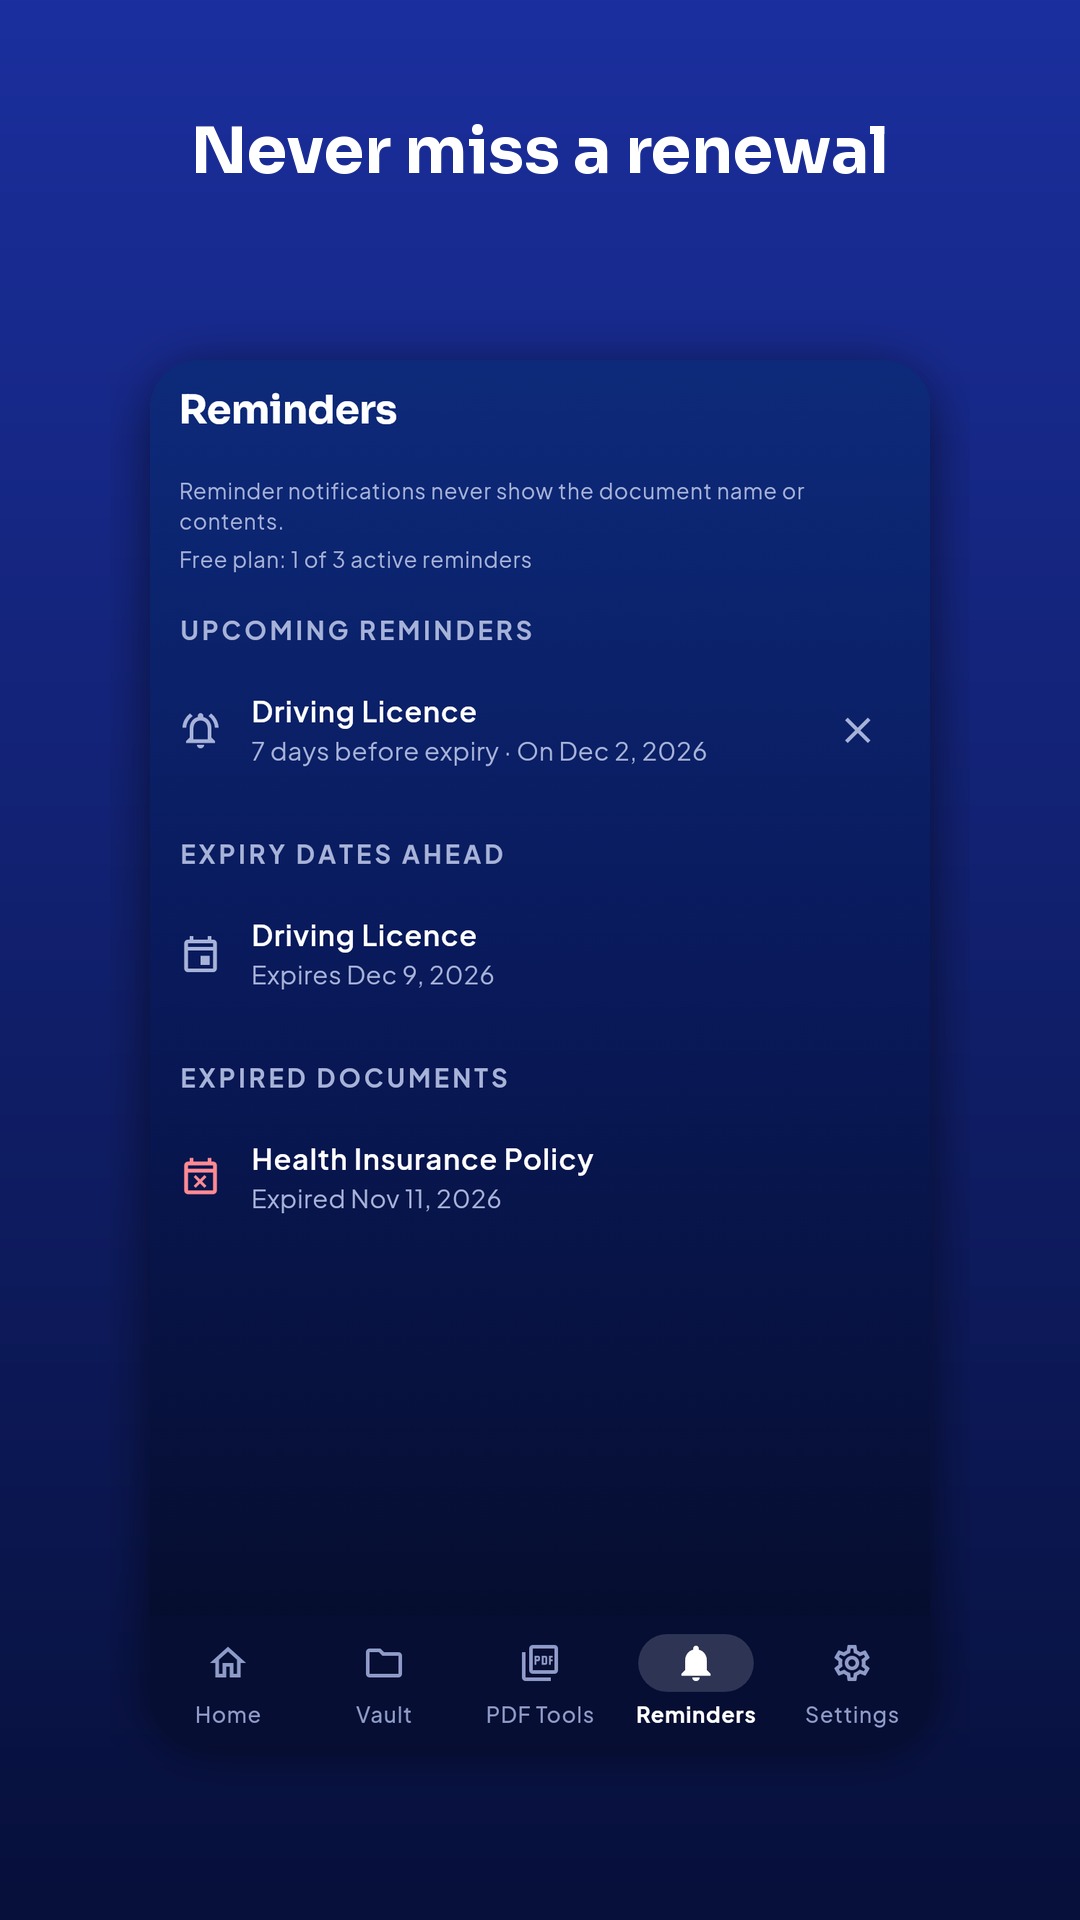 Never miss a renewal
Reminders
Reminder notifications never show the document name or
contents.
Free plan: 1 of 3 active reminders
UPCOMING REMINDERS
Driving Licence
7 days before expiry · On Dec 2, 2026
EXPIRY DATES AHEAD
Driving Licence
Expires Dec 9, 2026
EXPIRED DOCUMENTS
Health Insurance Policy
Expired Nov 11, 2026
PDF
Home
Vault
PDF Tools
Reminders
Settings